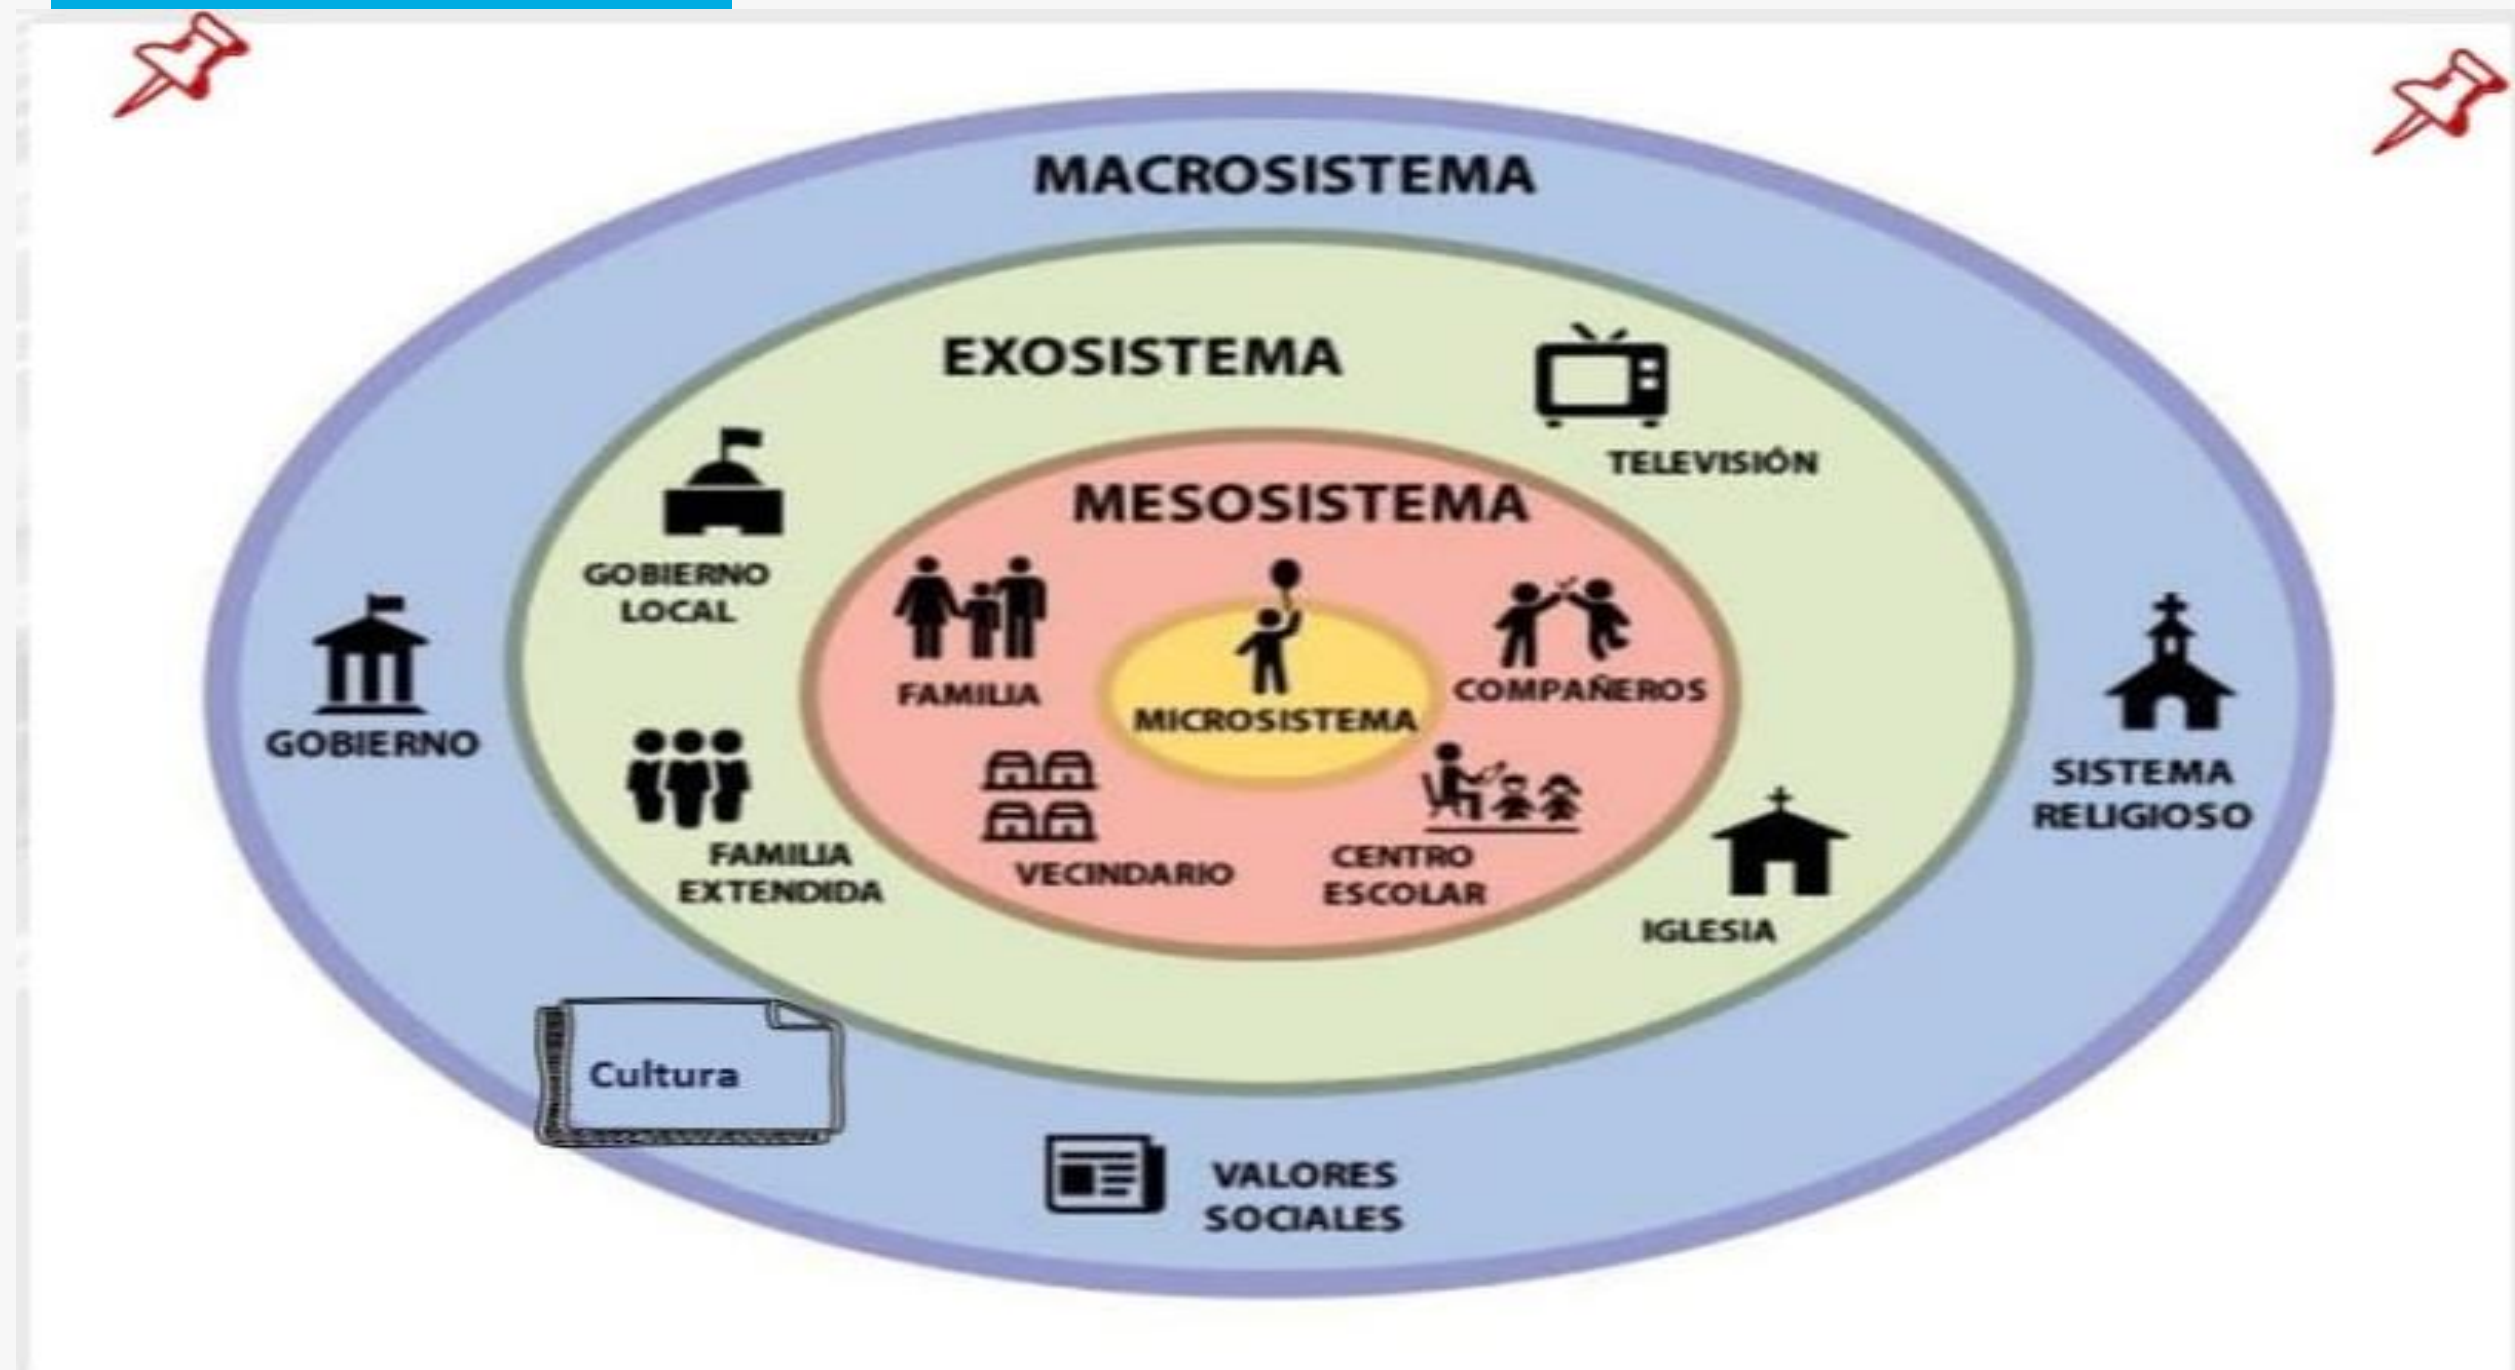 MACROSISTEMA
EXOSISTEMA
TELEVISIÓN
MESOSISTEMA
GOBIERNO
LOCAL
FAMILIA
COMPAÑEROS
MICROSISTEMA
GOBIERNO
SISTEMA
RELIGIOSO
FAMILIA
EXTENDIDA
VECINDARIO
CENTRO
ESCOLAR
IGLESIA
Cultura
VALORES
SOCIALES